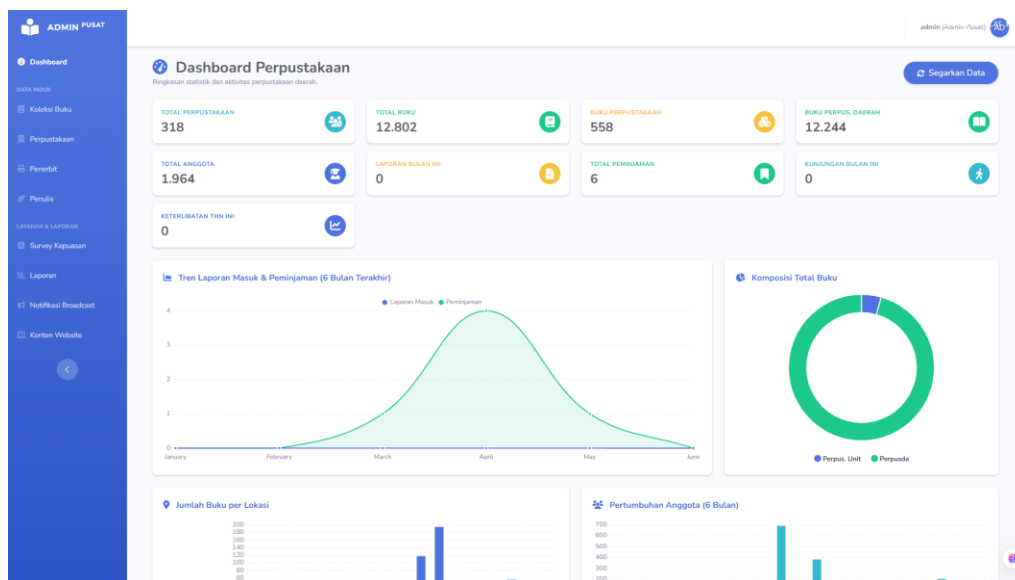 ADMIN PUSAT
admin (Admin Pusat)
Dashboard
DATA INDUK
Koleksi Buku
Perpustakaan
Penerbit
Penulis
LAYANAN & LAPORAN
Survey Kepuasan
Laporan
Notifikasi Broadcast
Konten Website
Dashboard Perpustakaan
Ringkasan statistik dan aktivitas perpustakaan daerah.
Segarkan Data
TOTAL PERPUSTAKAAN
318
TOTAL BUKU
12.802
BUKU PERPUSTAKAAN
558
BUKU PERPUS. DAERAH
12.244
TOTAL ANGGOTA
1.964
LAPORAN BULAN INI
0
TOTAL PEMINJAMAN
6
KUNJUNGAN BULAN INI
0
KETERLIBATAN THN INI
0
Tren Laporan Masuk & Peminjaman (6 Bulan Terakhir)
Laporan Masuk Peminjaman
4
3
2
1
0
January February March April May June
Komposisi Total Buku
Perpus. Unit Perpusda
Jumlah Buku per Lokasi
200
180
160
140
120
100
80
60
Pertumbuhan Anggota (6 Bulan)
700
600
500
400
300
200